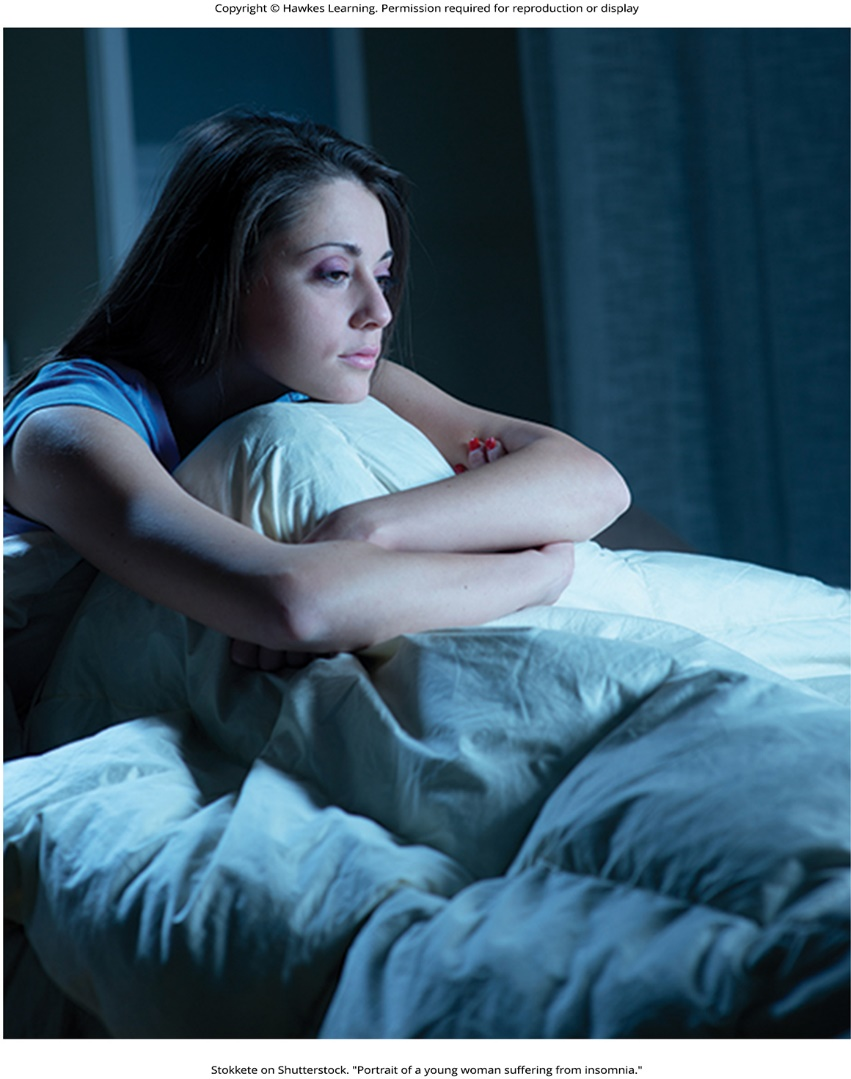 Copyright © Hawkes Learning. Permission required for reproduction or display
Stokkete on Shutterstock. "Portrait of a young woman suffering from insomnia."